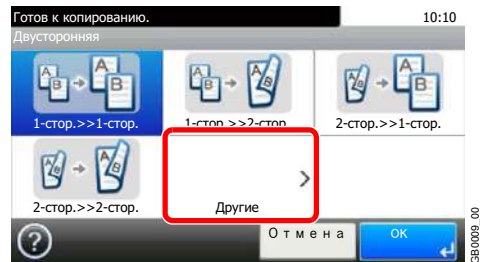 Готов к копированию. 10:10
Двусторонняя
1-стор.>>1-стор. 1-стор.>>2-стор. 2-стор.>>1-стор.
2-стор.>>2-стор. Другие
? Отмена OK
GB0009_00